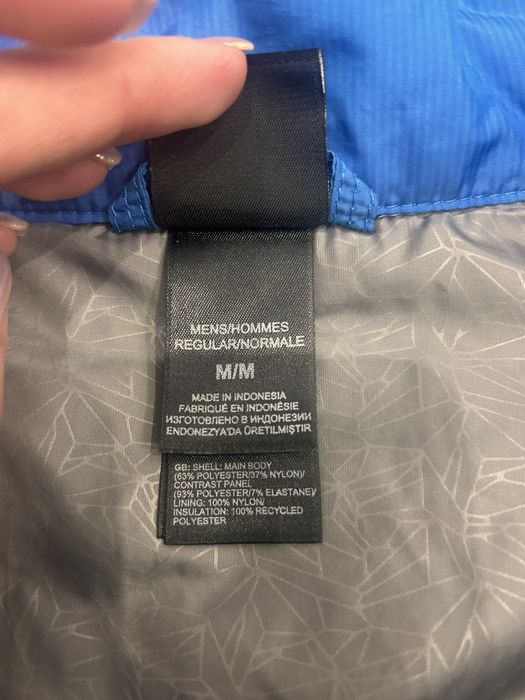 MENS/HOMMES
REGULAR/NORMALE
M/M
MADE IN INDONESIA
FABRIQUÉ EN INDONÉSIE
ИЗГОТОВЛЕНО В ИНДОНЕЗИИ
ENDONEZYA'DA ÜRETILMIŞTIR
GB: SHELL: MAIN BODY
(63% POLYESTER/37% NYLON)/
CONTRAST PANEL
(93% POLYESTER/7% ELASTANE)/
LINING: 100% NYLON/
INSULATION: 100% RECYCLED
POLYESTER